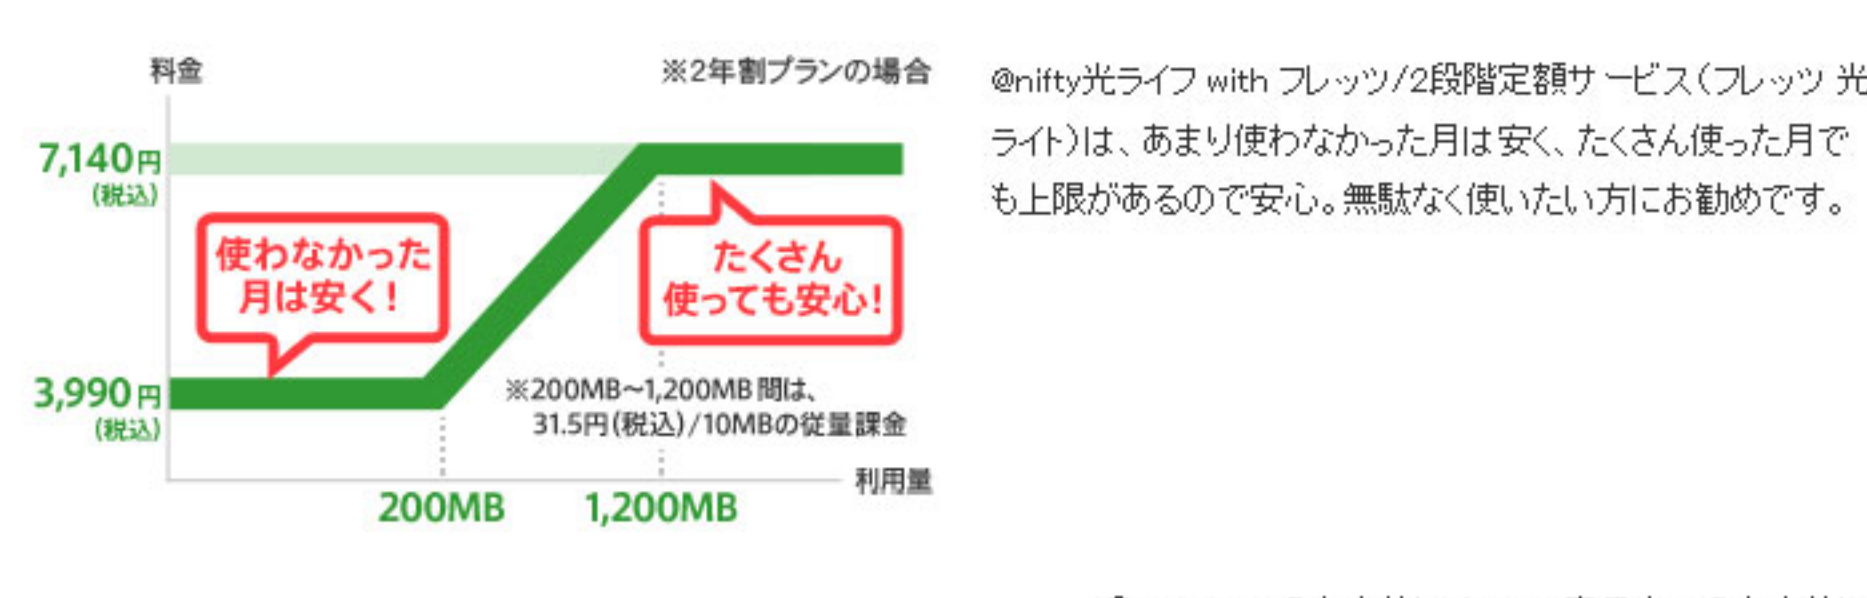 料金
※2年割プランの場合
7,140円
(税込)
使わなかった
月は安く!
たくさん
使っても安心!
3,990円
(税込)
※200MB~1,200MB間は、
31.5円(税込)/10MBの従量課金
利用量
200MB
1,200MB
@nifty光ライフ with フレッツ/2段階定額サービス(フレッツ 光
ライト)は、あまり使わなかった月は安く、たくさん使った月で
も上限があるので安心。無駄なく使いたい方にお勧めです。